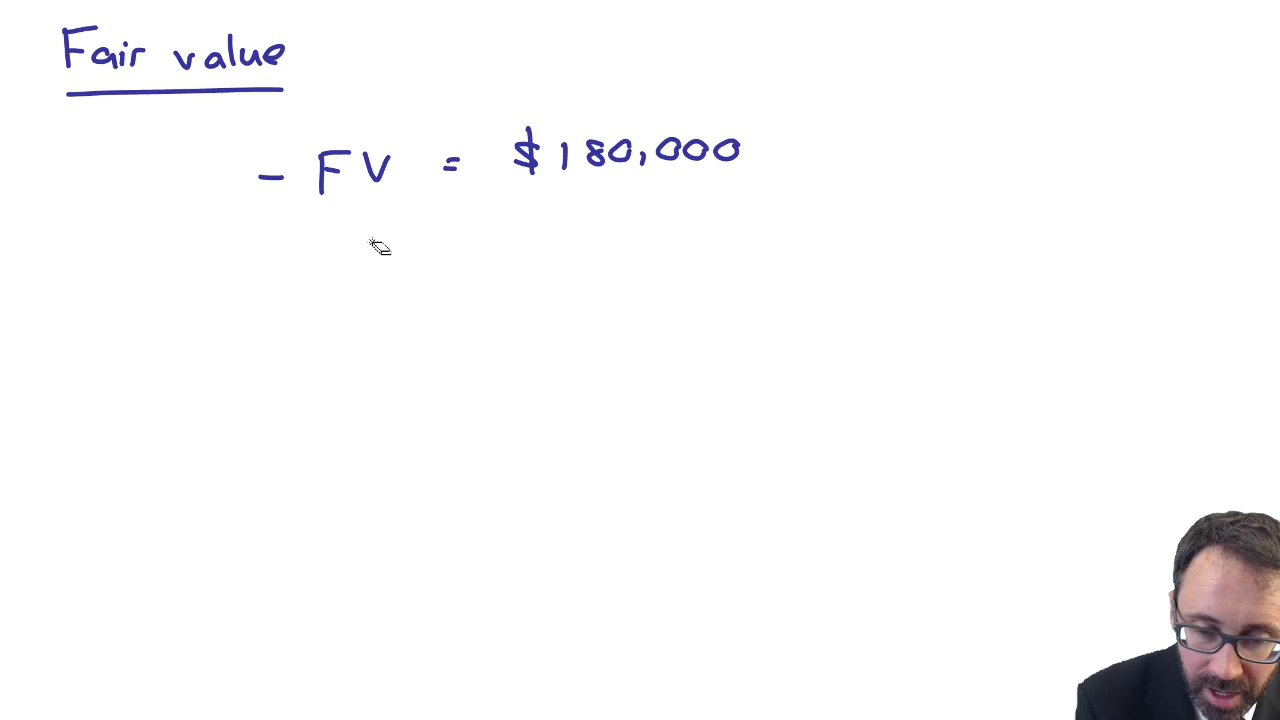 Fair value
- FV = $180,000